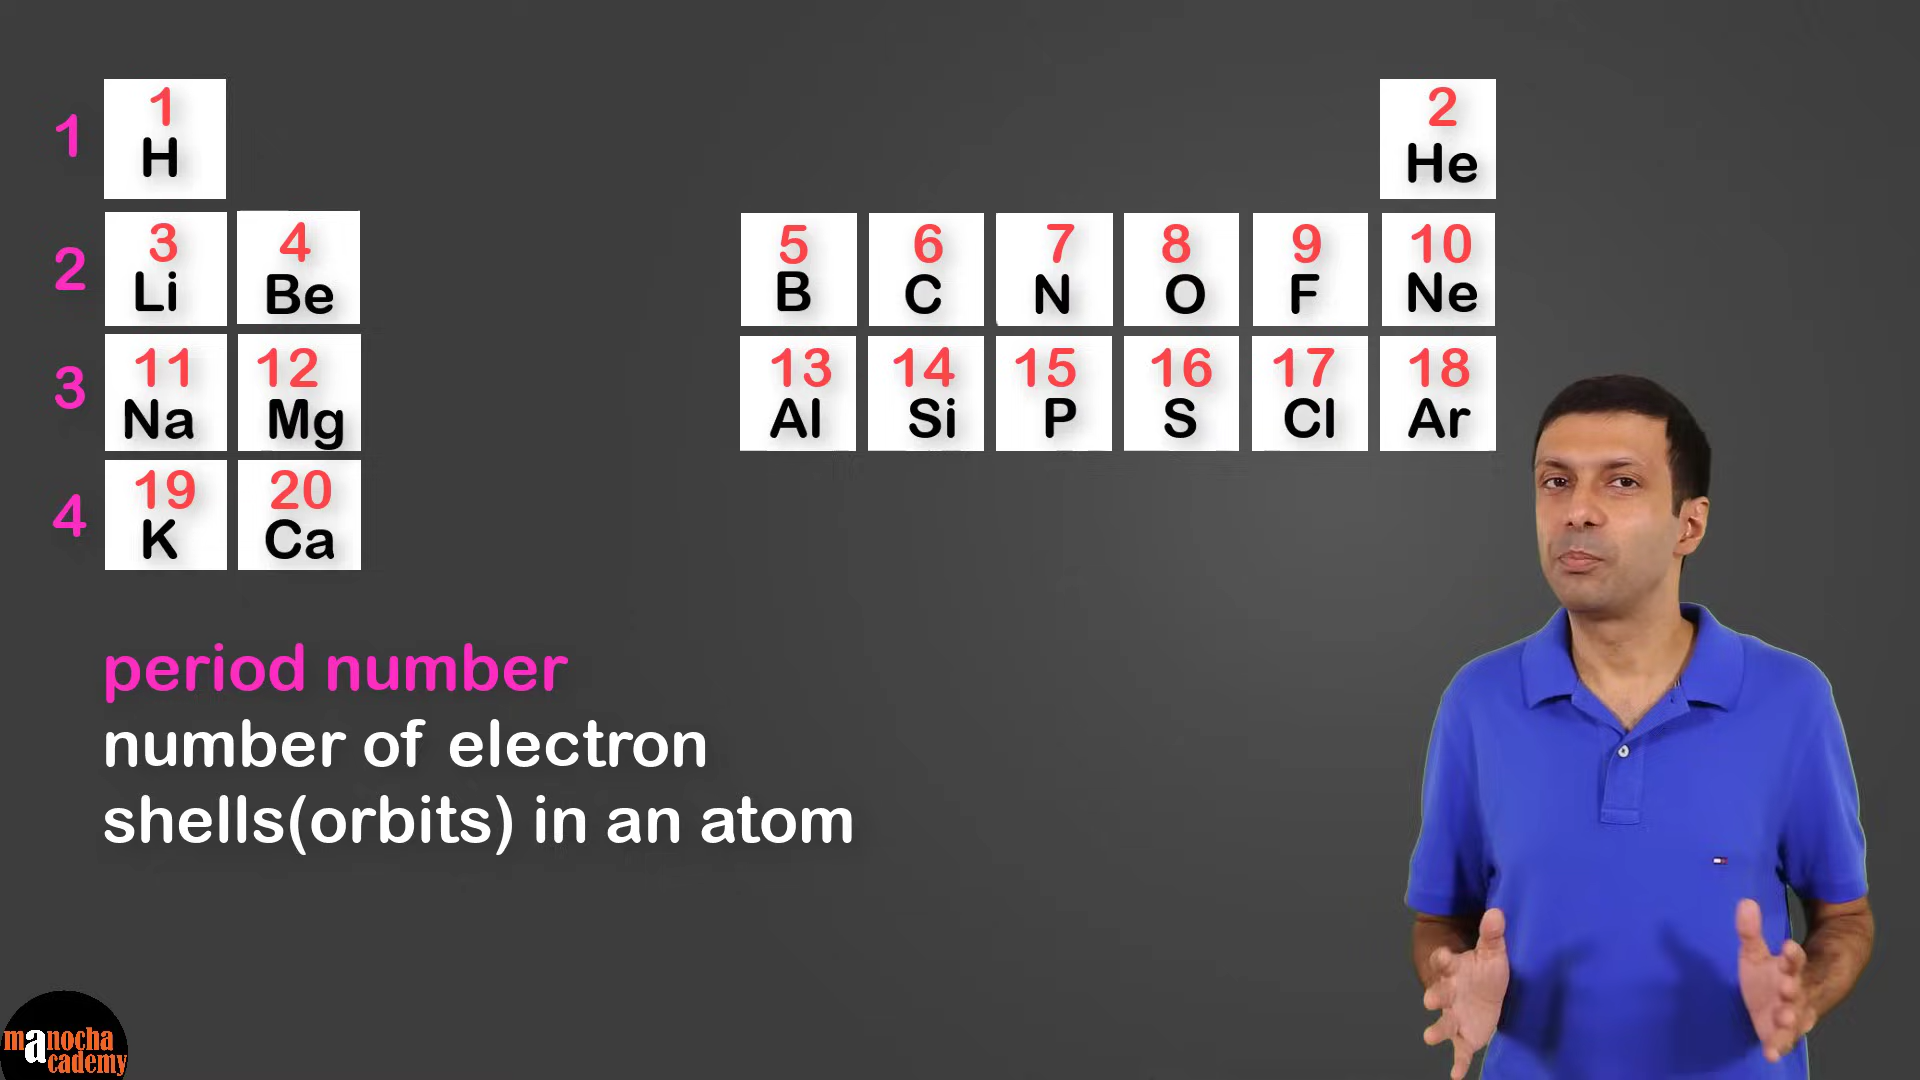 1 1 H 2 He
2 3 Li 4 Be 5 B 6 C 7 N 8 O 9 F 10 Ne
3 11 Na 12 Mg 13 Al 14 Si 15 P 16 S 17 Cl 18 Ar
4 19 K 20 Ca
period number
number of electron
shells(orbits) in an atom
manocha
academy